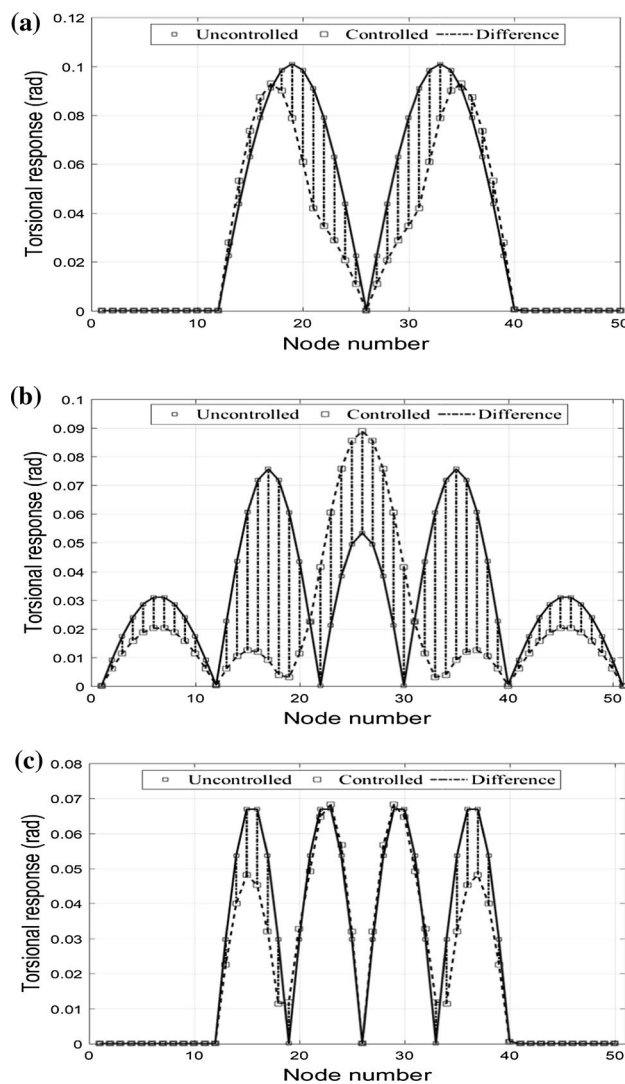 (a)
0.12
Uncontrolled Controlled Difference
0.1
0.08
0.06
0.04
0.02
0
Torsional response (rad)
0 10 20 30 40 50
Node number
(b)
0.1
Uncontrolled Controlled Difference
0.09
0.08
0.07
0.06
0.05
0.04
0.03
0.02
0.01
0
Torsional response (rad)
0 10 20 30 40 50
Node number
(c)
0.08
Uncontrolled Controlled Difference
0.07
0.06
0.05
0.04
0.03
0.02
0.01
0
Torsional response (rad)
0 10 20 30 40 50
Node number